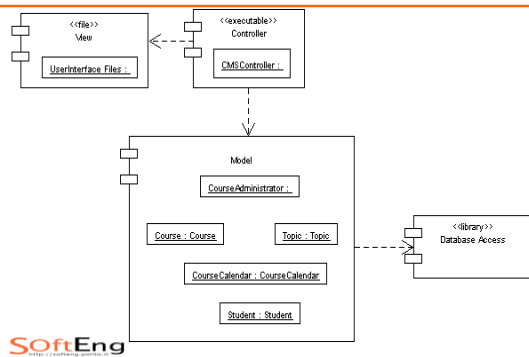 <<file>>
View
UserInterface Files :
<<executable>>
Controller
CMSController :
Model
CourseAdministrator :
Course : Course
Topic : Topic
CourseCalendar : CourseCalendar
Student : Student
<<library>>
Database Access
SOftEng
http://softeng.polito.it